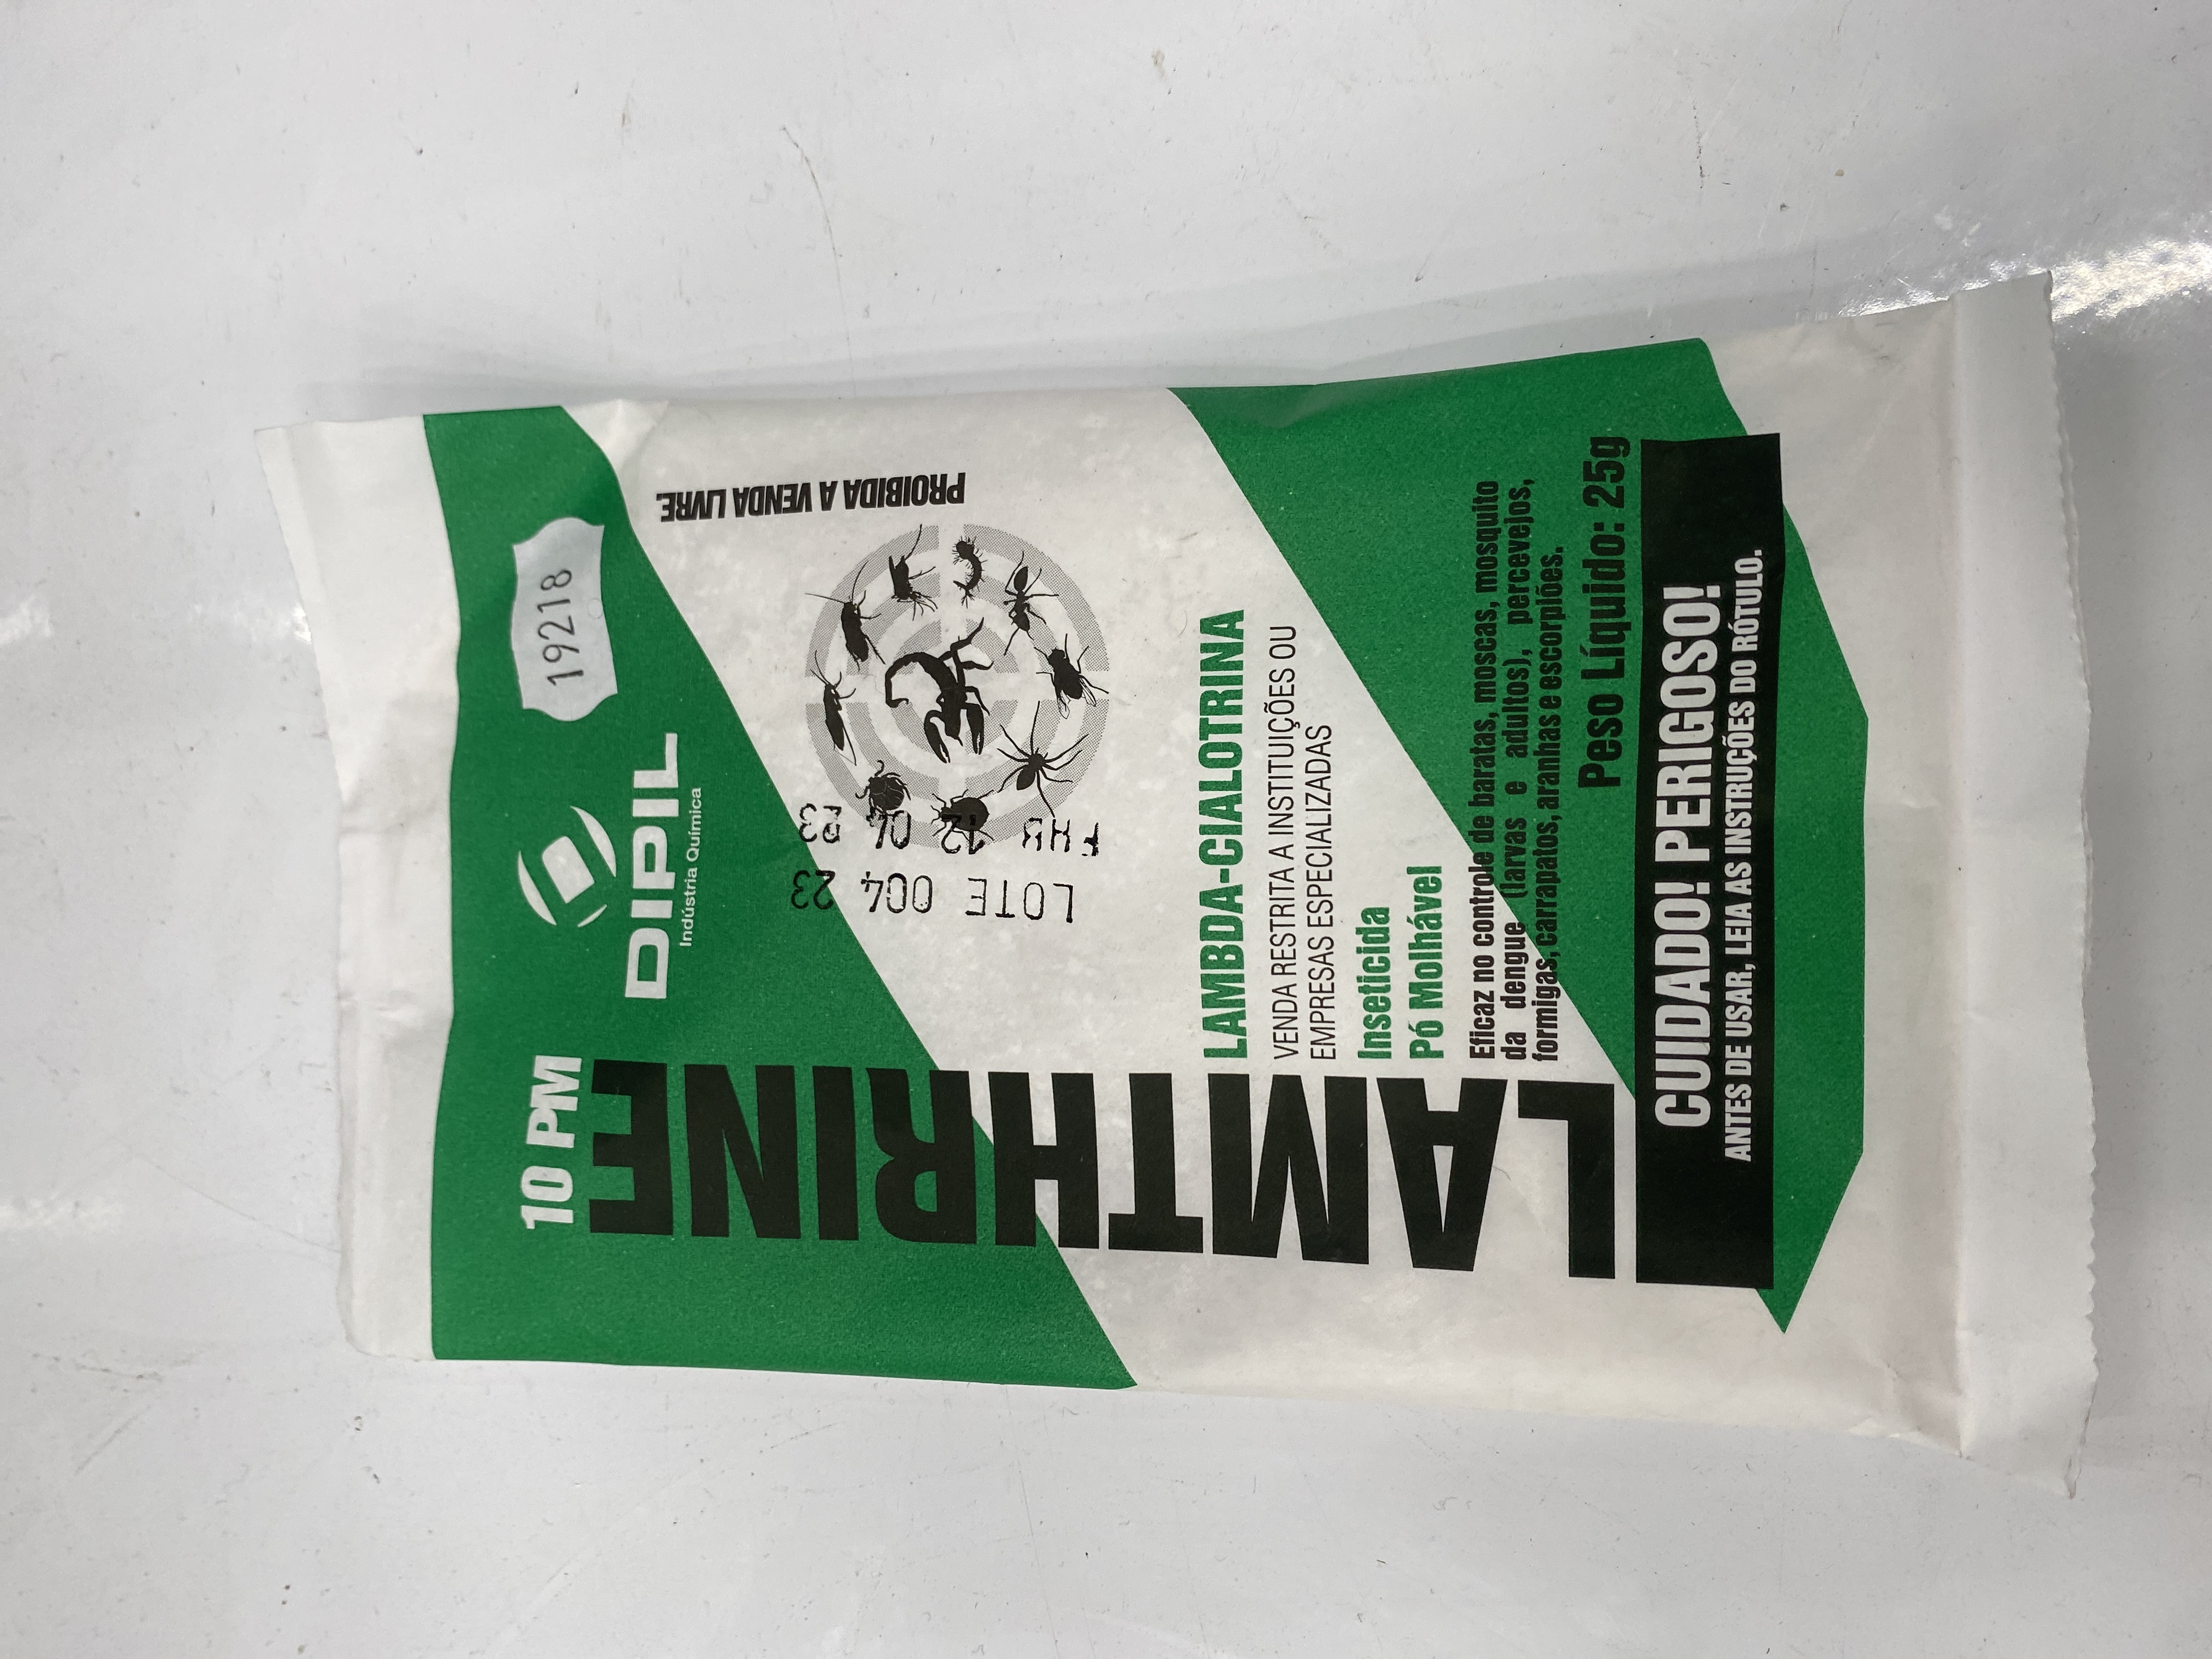 19218
DIPIL
Indústria Química
10 PM
LAMTHRINE
PROIBIDA A VENDA LIVRE.
LOTE 004 23
FAB 12 04 23
LAMBDA-CIALOTRINA
VENDA RESTRITA A INSTITUIÇÕES OU
EMPRESAS ESPECIALIZADAS
Inseticida
Pó Molhável
Eficaz no controle de baratas, moscas, mosquito
da dengue (larvas e adultos), percevejos,
formigas, carrapatos, aranhas e escorpiões.
Peso Líquido: 25g
CUIDADO! PERIGOSO!
ANTES DE USAR, LEIA AS INSTRUÇÕES DO RÓTULO.